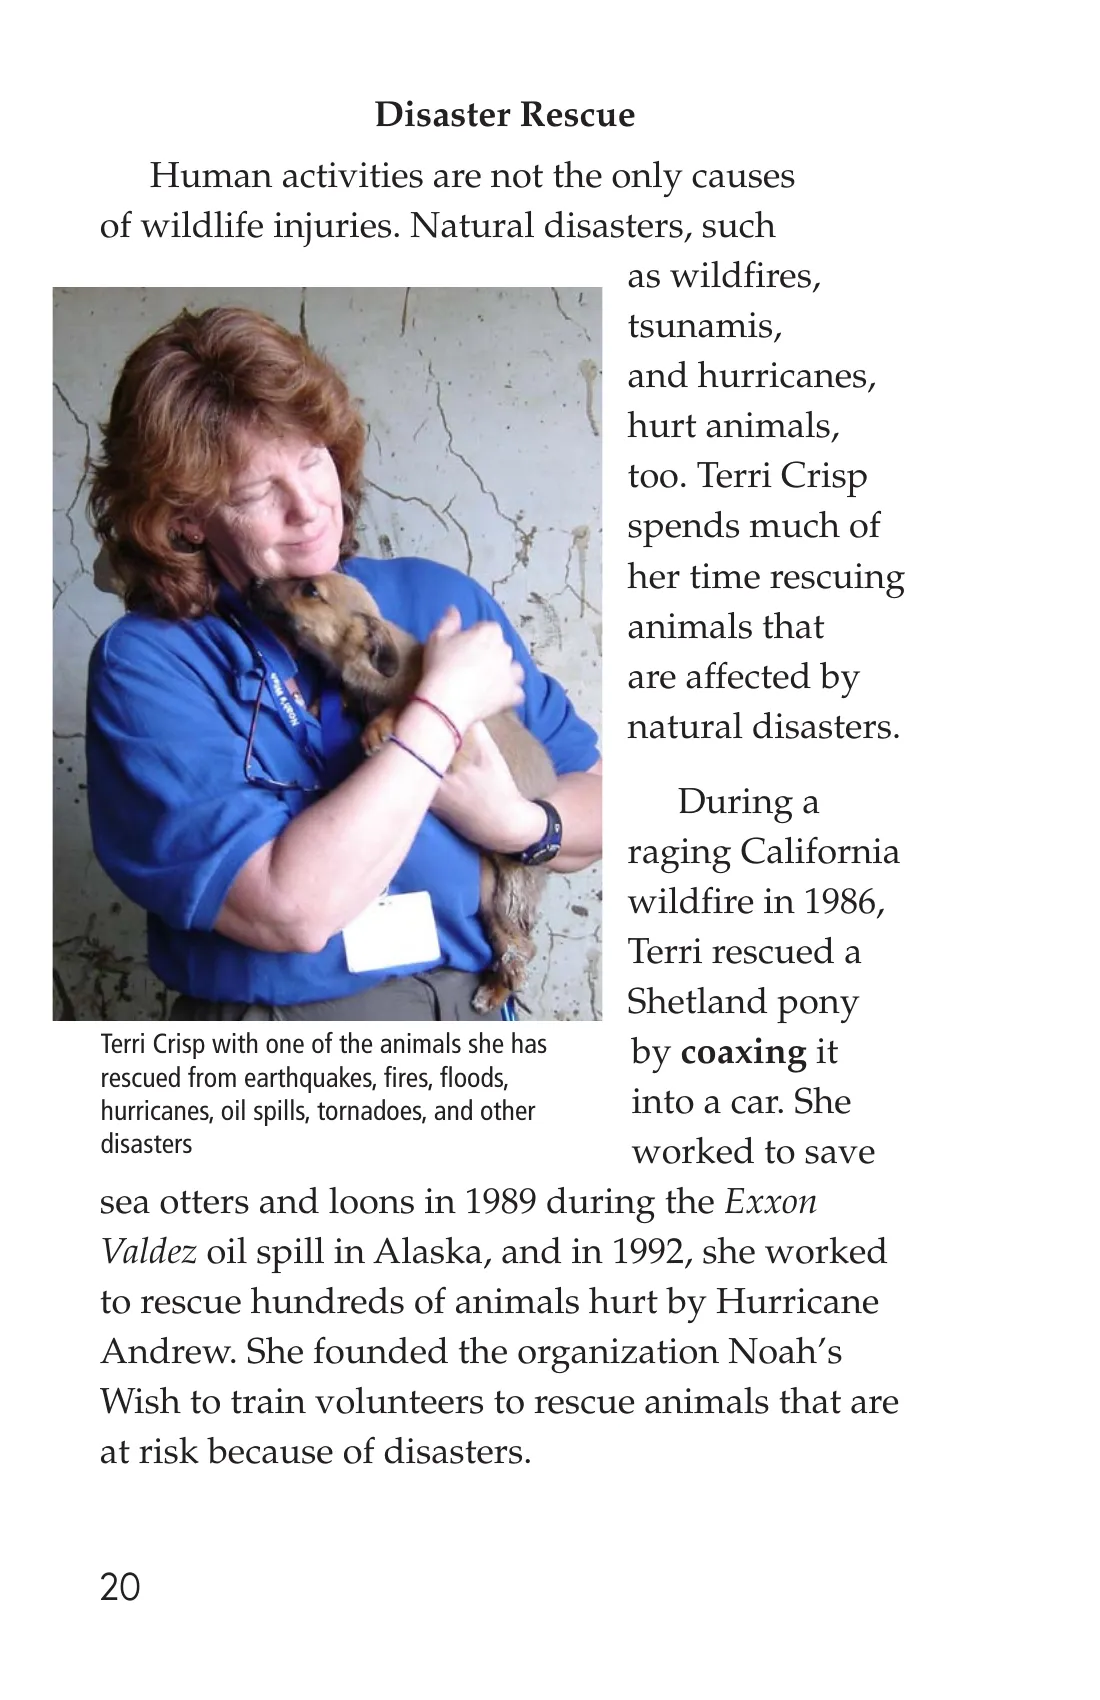 Disaster Rescue
Human activities are not the only causes
of wildlife injuries. Natural disasters, such
as wildfires,
tsunamis,
and hurricanes,
hurt animals,
too. Terri Crisp
spends much of
her time rescuing
animals that
are affected by
natural disasters.
During a
raging California
wildfire in 1986,
Terri rescued a
Shetland pony
by coaxing it
into a car. She
worked to save
sea otters and loons in 1989 during the Exxon
Valdez oil spill in Alaska, and in 1992, she worked
to rescue hundreds of animals hurt by Hurricane
Andrew. She founded the organization Noah's
Wish to train volunteers to rescue animals that are
at risk because of disasters.
Noah's Wish
Terri Crisp with one of the animals she has
rescued from earthquakes, fires, floods,
hurricanes, oil spills, tornadoes, and other
disasters
20